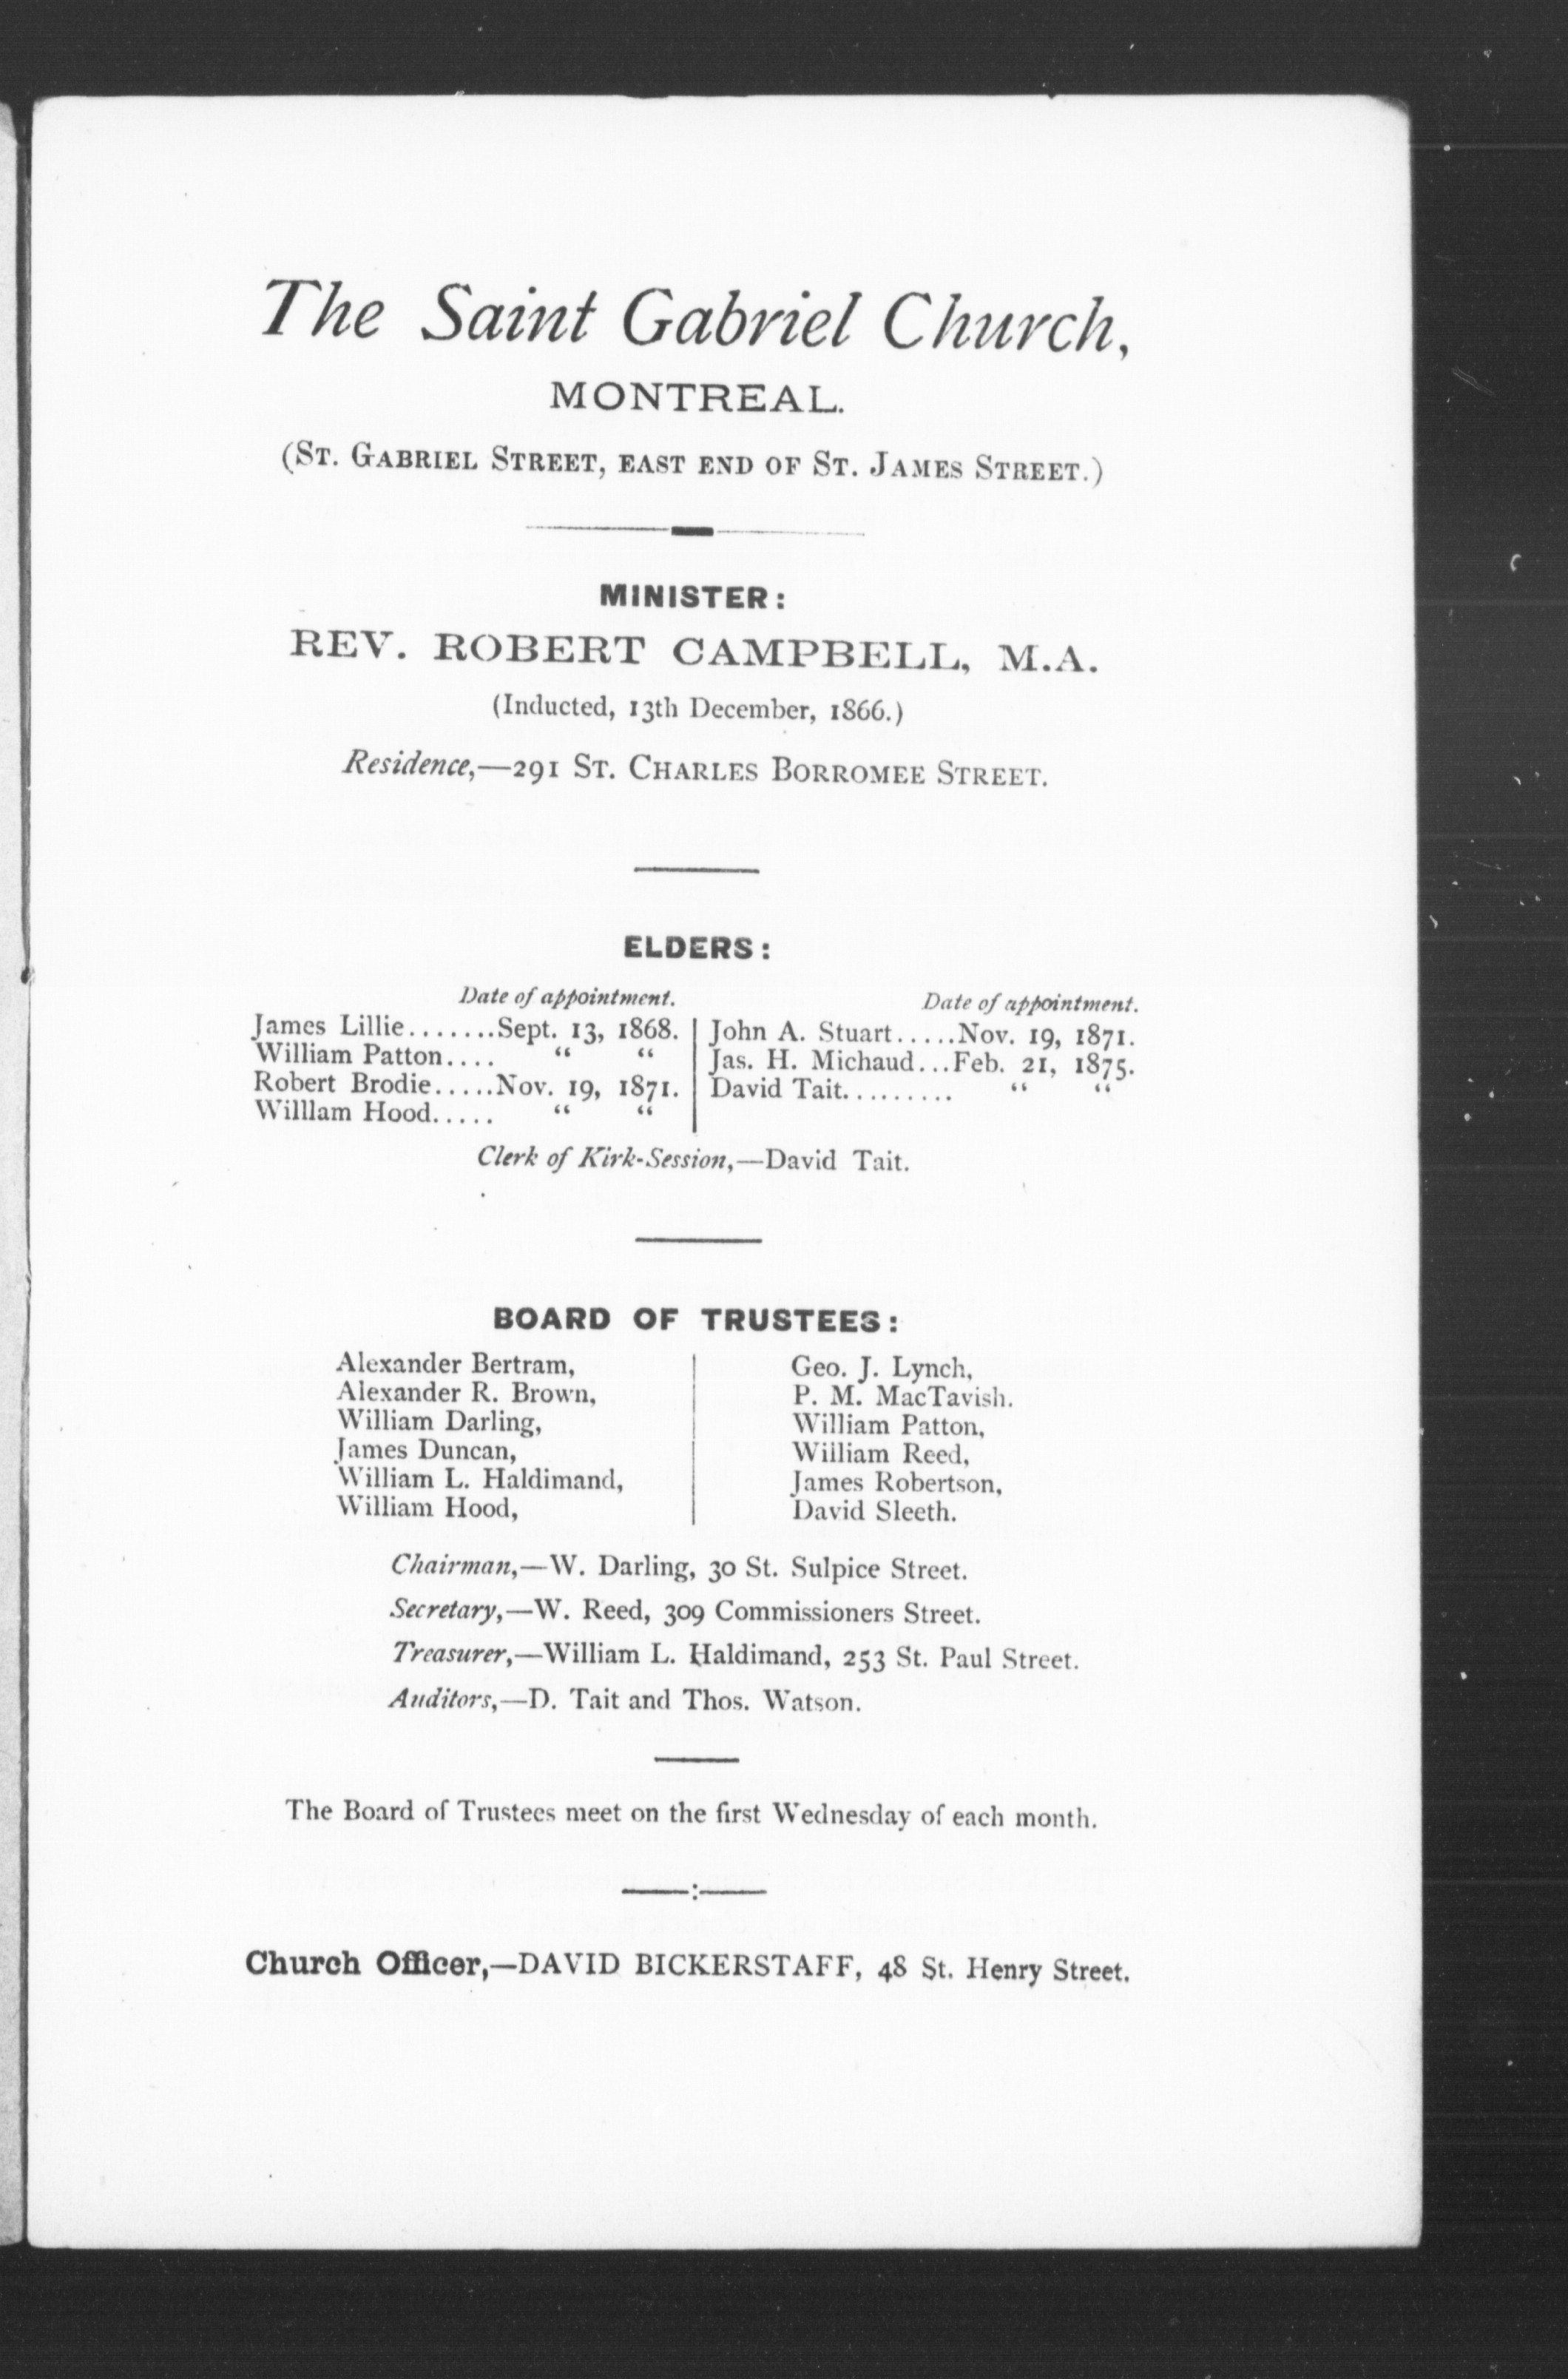 The Saint Gabriel Church,
MONTREAL.
(ST. GABRIEL STREET, EAST END OF ST. JAMES STREET.)
MINISTER:
REV. ROBERT CAMPBELL, M.A.
(Inducted, 13th December, 1866.)
Residence,—291 ST. CHARLES BORROMEE STREET.
ELDERS:
Date of appointment.
James Lillie.......Sept. 13, 1868.
William Patton.... “ “
Robert Brodie.....Nov. 19, 1871.
Willlam Hood..... “ “
Date of appointment.
John A. Stuart.....Nov. 19, 1871.
Jas. H. Michaud...Feb. 21, 1875.
David Tait......... “ “
Clerk of Kirk-Session,—David Tait.
BOARD OF TRUSTEES:
Alexander Bertram,
Alexander R. Brown,
William Darling,
James Duncan,
William L. Haldimand,
William Hood,
Geo. J. Lynch,
P. M. MacTavish.
William Patton,
William Reed,
James Robertson,
David Sleeth.
Chairman,—W. Darling, 30 St. Sulpice Street.
Secretary,—W. Reed, 309 Commissioners Street.
Treasurer,—William L. Haldimand, 253 St. Paul Street.
Auditors,—D. Tait and Thos. Watson.
The Board of Trustees meet on the first Wednesday of each month.
Church Officer,—DAVID BICKERSTAFF, 48 St. Henry Street.